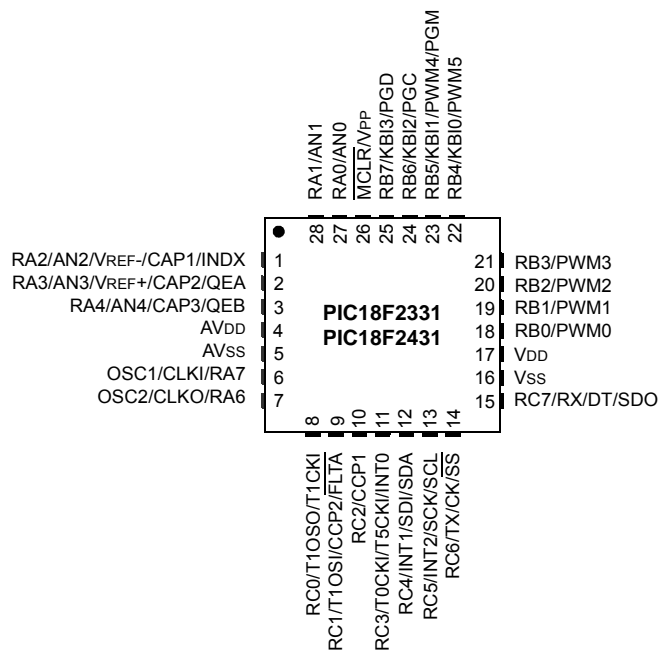 RA1/AN1
RA0/AN0
MCLR/VPP
RB7/KBI3/PGD
RB6/KBI2/PGC
RB5/KBI1/PWM4/PGM
RB4/KBI0/PWM5
28
27
26
25
24
23
22
RA2/AN2/VREF-/CAP1/INDX 1
RA3/AN3/VREF+/CAP2/QEA 2
RA4/AN4/CAP3/QEB 3
AVDD 4
AVSS 5
OSC1/CLKI/RA7 6
OSC2/CLKO/RA6 7
PIC18F2331
PIC18F2431
21 RB3/PWM3
20 RB2/PWM2
19 RB1/PWM1
18 RB0/PWM0
17 VDD
16 VSS
15 RC7/RX/DT/SDO
8
9
10
11
12
13
14
RC0/T1OSO/T1CKI
RC1/T1OSI/CCP2/FLTA
RC2/CCP1
RC3/T0CKI/T5CKI/INT0
RC4/INT1/SDI/SDA
RC5/INT2/SCK/SCL
RC6/TX/CK/SS